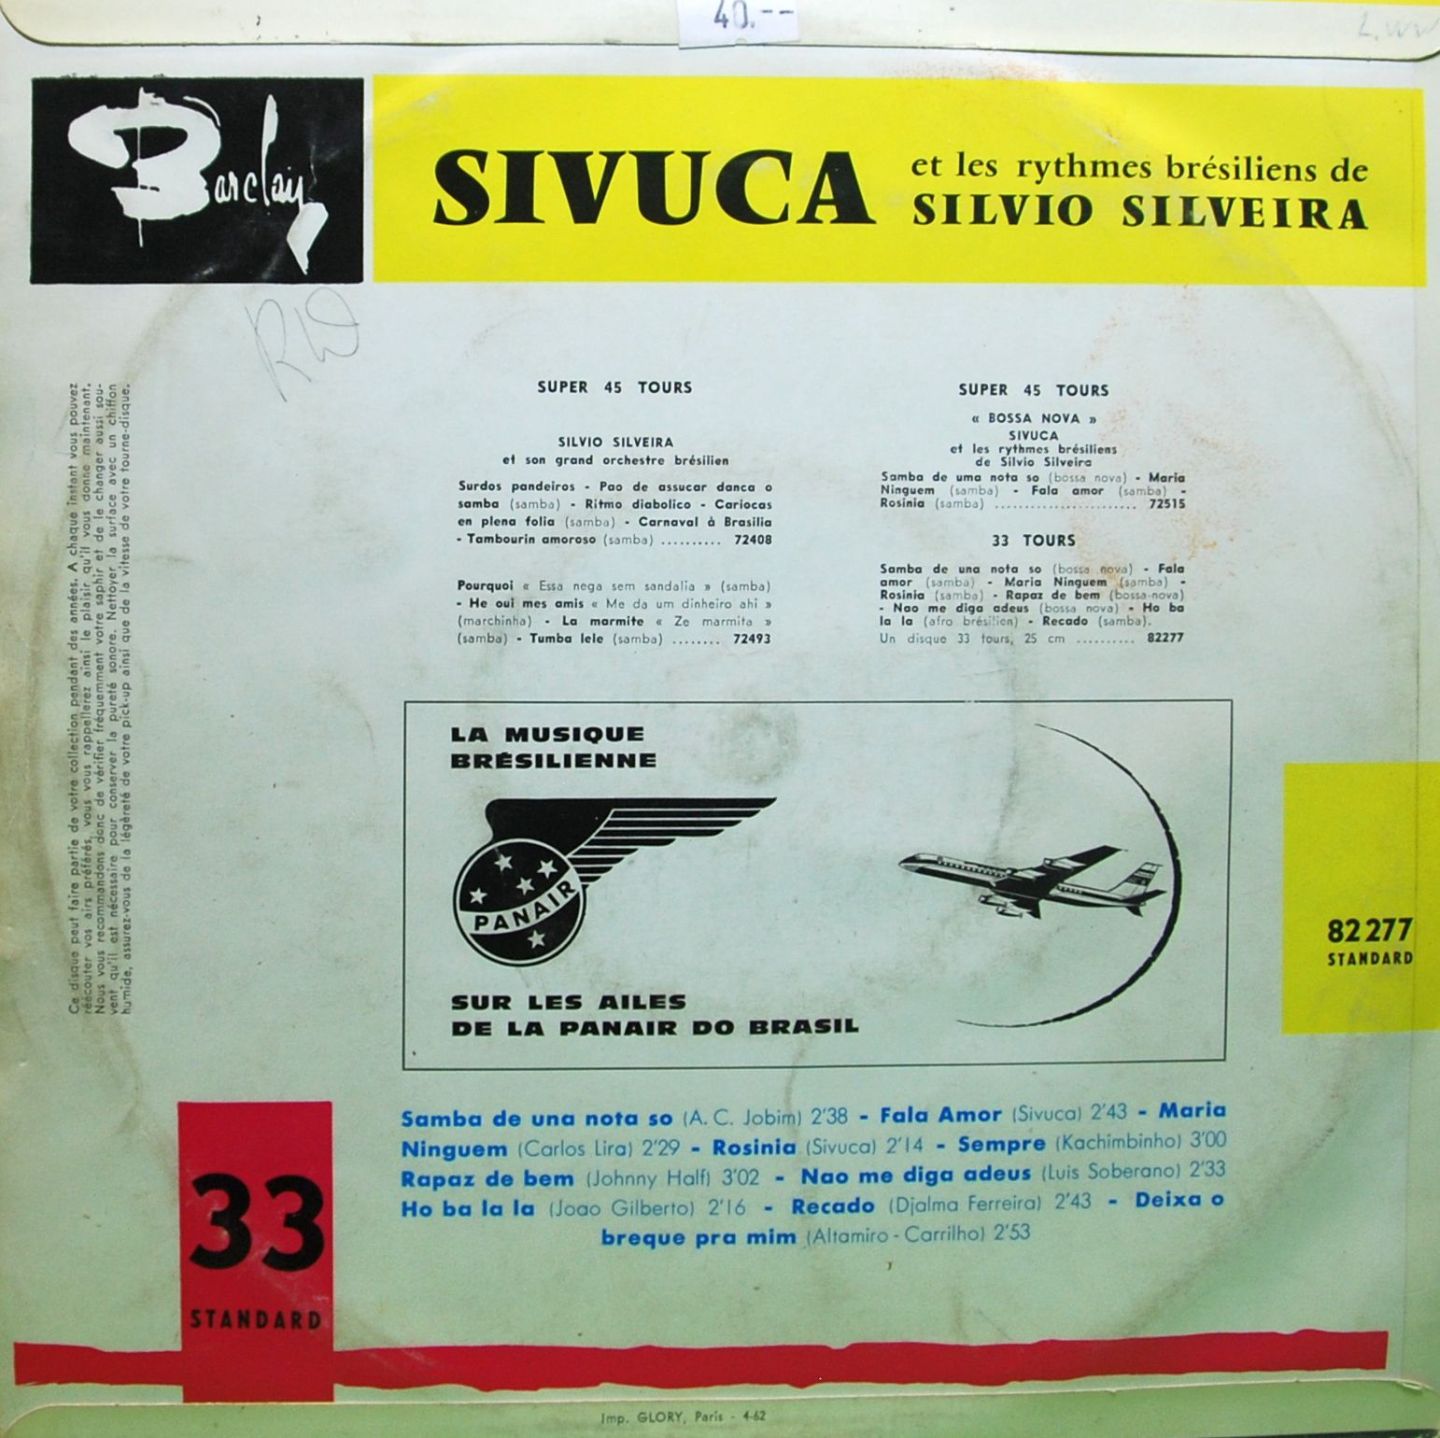 40.--
Barclay
SIVUCA
et les rythmes brésiliens de
SILVIO SILVEIRA
RW
Ce disque peut faire partie de votre collection pendant des années. A chaque instant vous pouvez
réécouter vos airs préférés, vous vous rappellerez ainsi le plaisir qu'il vous donne maintenant.
Nous vous recommandons donc de vérifier fréquemment votre saphir et de le changer aussi sou-
vent qu'il est nécessaire pour conserver la pureté sonore. Nettoyer la surface avec un chiffon
humide, assurez-vous de la légèreté de votre pick-up ainsi que de la vitesse de votre tourne-disque.
SUPER 45 TOURS
SILVIO SILVEIRA
et son grand orchestre brésilien
Surdos pandeiros - Pao de assucar danca o
samba (samba) - Ritmo diabolico - Cariocas
en plena folia (samba) - Carnaval à Brasilia
- Tambourin amoroso (samba) .......... 72408
Pourquoi « Essa nega sem sandalia » (samba)
- He oui mes amis « Me da um dinheiro ahi »
(marchinha) - La marmite « Ze marmita »
(samba) - Tumba lele (samba) ........ 72493
SUPER 45 TOURS
« BOSSA NOVA »
SIVUCA
et les rythmes brésiliens
de Silvio Silveira
Samba de uma nota so (bossa nova) - Maria
Ninguem (samba) - Fala amor (samba) -
Rosinia (samba) ........................ 72515
33 TOURS
Samba de una nota so (bossa nova) - Fala
amor (samba) - Maria Ninguem (samba) -
Rosinia (samba) - Rapaz de bem (bossa-nova)
- Nao me diga adeus (bossa nova) - Ho ba
la la (afro brésilien) - Recado (samba).
Un disque 33 tours, 25 cm .......... 82277
LA MUSIQUE
BRÉSILIENNE
PANAIR
SUR LES AILES
DE LA PANAIR DO BRASIL
82277
STANDARD
Samba de una nota so (A. C. Jobim) 2'38 - Fala Amor (Sivuca) 2'43 - Maria
Ninguem (Carlos Lira) 2'29 - Rosinia (Sivuca) 2'14 - Sempre (Kachimbinho) 3'00
Rapaz de bem (Johnny Half) 3'02 - Nao me diga adeus (Luis Soberano) 2'33
Ho ba la la (Joao Gilberto) 2'16 - Recado (Djalma Ferreira) 2'43 - Deixa o
breque pra mim (Altamiro - Carrilho) 2'53
33
STANDARD
Imp. GLORY, Paris - 4-62